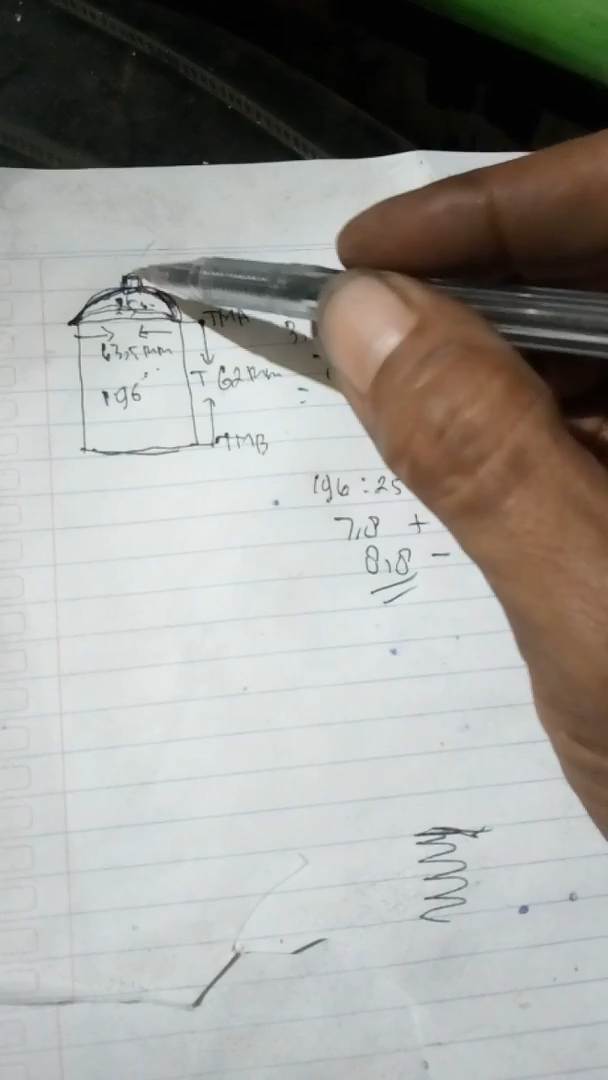 25
TMA
63,5 mm
T 62 mm
196
TMB
196 : 25
7,8 +
8,8 -